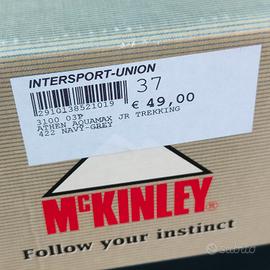 INTERSPORT-UNION
37
2910138521019
€ 49,00
3100 03P
ATHEN AQUAMAX JR TREKKING
422 NAVY-GREY
McKINLEY®
Follow your instinct
subito